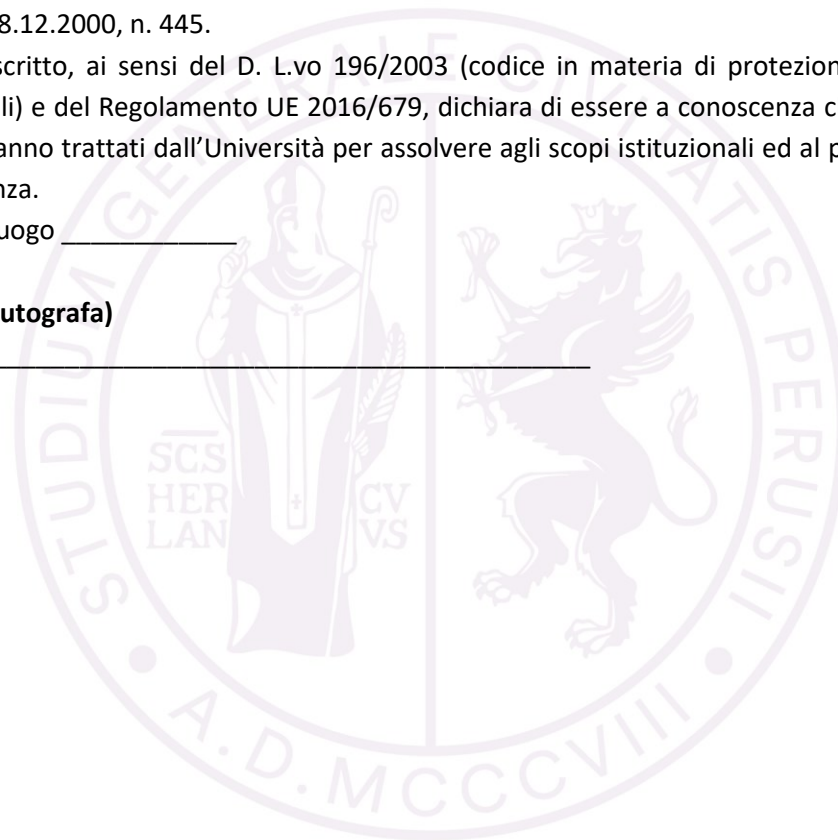 8.12.2000, n. 445.
scritto, ai sensi del D. L.vo 196/2003 (codice in materia di protezion
li) e del Regolamento UE 2016/679, dichiara di essere a conoscenza c
anno trattati dall’Università per assolvere agli scopi istituzionali ed al p
nza.
uogo ____________
utografa)
STUDIUM GENERALE CIVITATIS PERUSII
SCS
HER
LAN
CV
VS
A.D. MCCCVIII